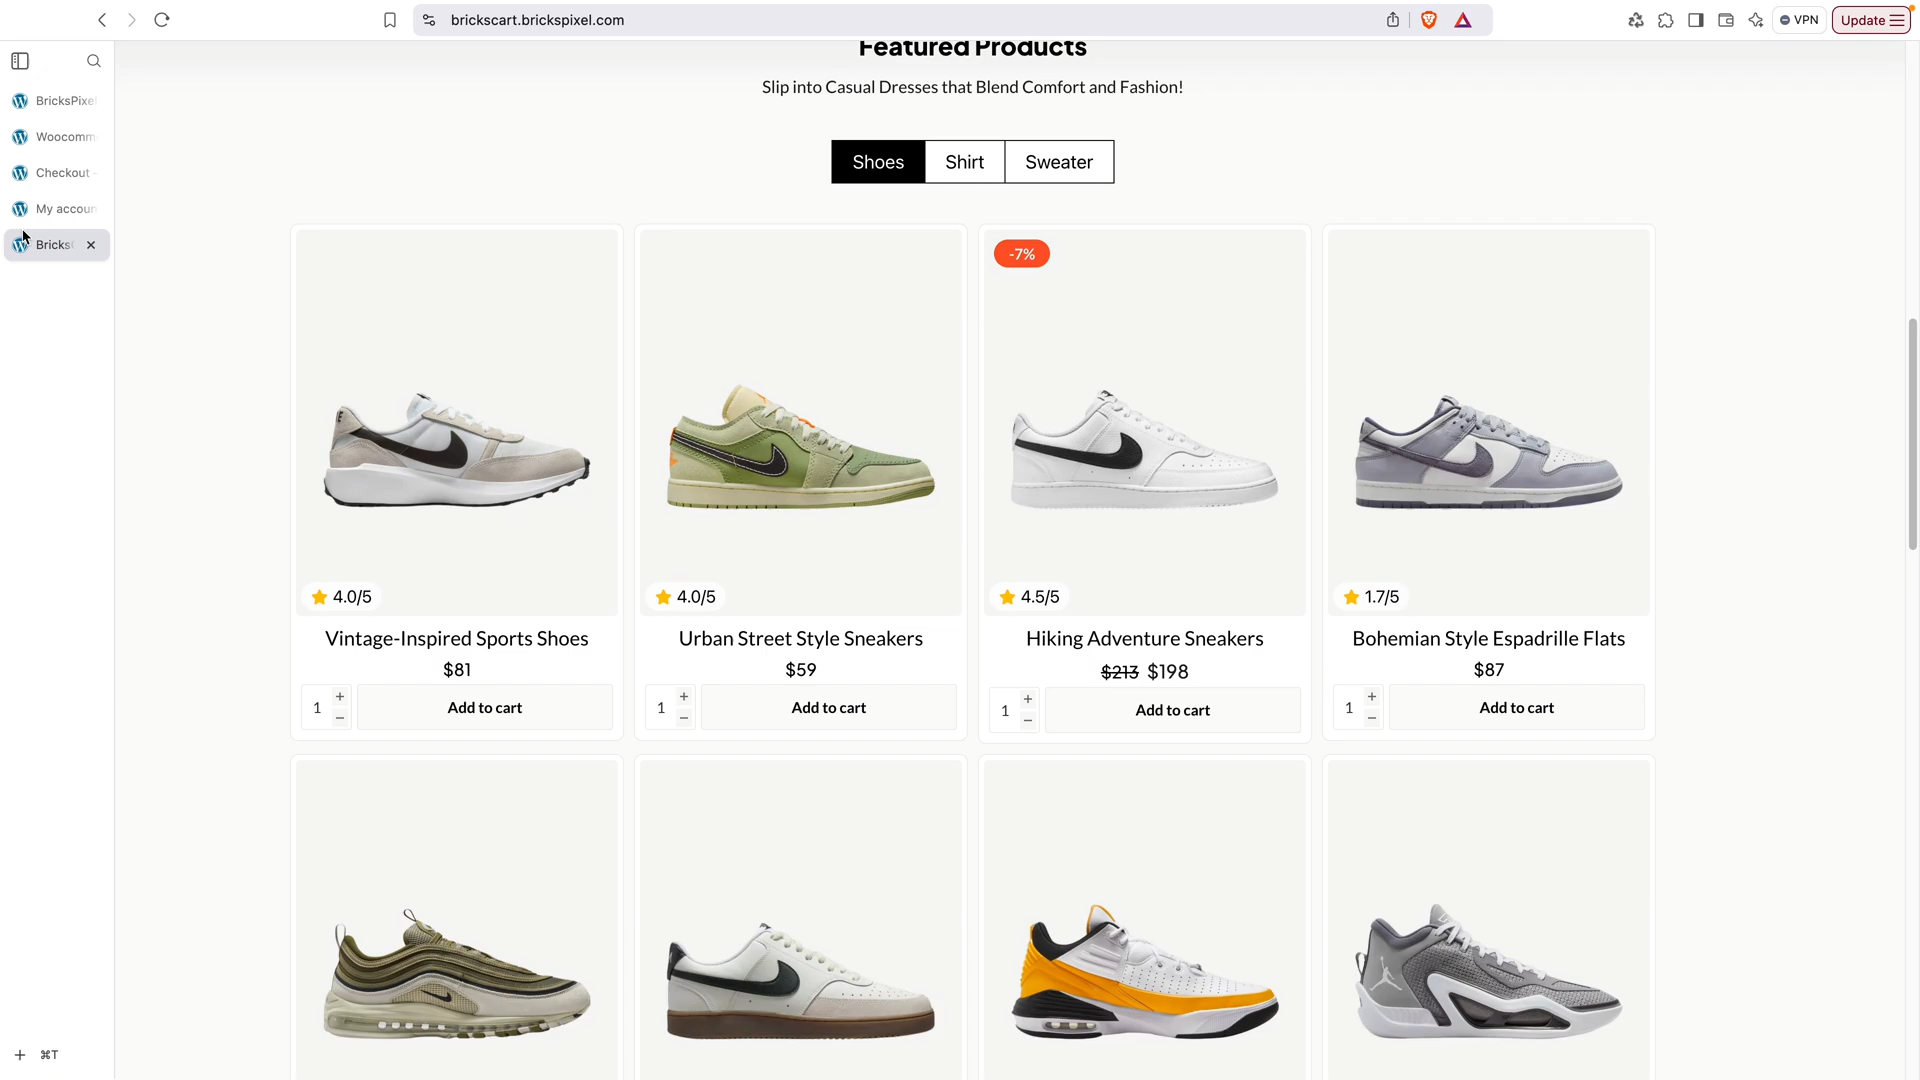 brickscart.brickspixel.com
VPN
Update
BricksPixel
Woocomm
Checkout -
My accoun
Bricks
Featured Products
Slip into Casual Dresses that Blend Comfort and Fashion!
Shoes
Shirt
Sweater
-7%
4.0/5
4.0/5
4.5/5
1.7/5
Vintage-Inspired Sports Shoes
Urban Street Style Sneakers
Hiking Adventure Sneakers
Bohemian Style Espadrille Flats
$81
$59
$213 $198
$87
1 + − Add to cart
1 + − Add to cart
1 + − Add to cart
1 + − Add to cart
+ ⌘T